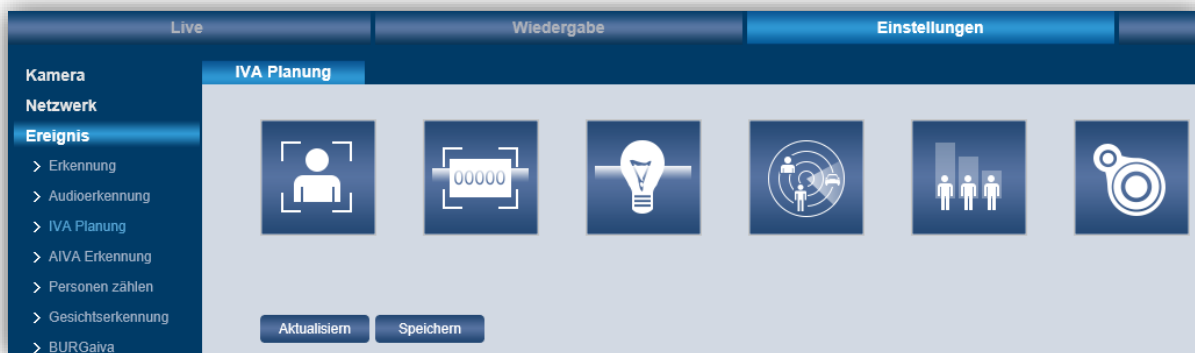 Live
Wiedergabe
Einstellungen
Kamera
Netzwerk
Ereignis
Erkennung
Audioerkennung
IVA Planung
AIVA Erkennung
Personen zählen
Gesichtserkennung
BURGaiva
IVA Planung
00000
Aktualisiern
Speichern